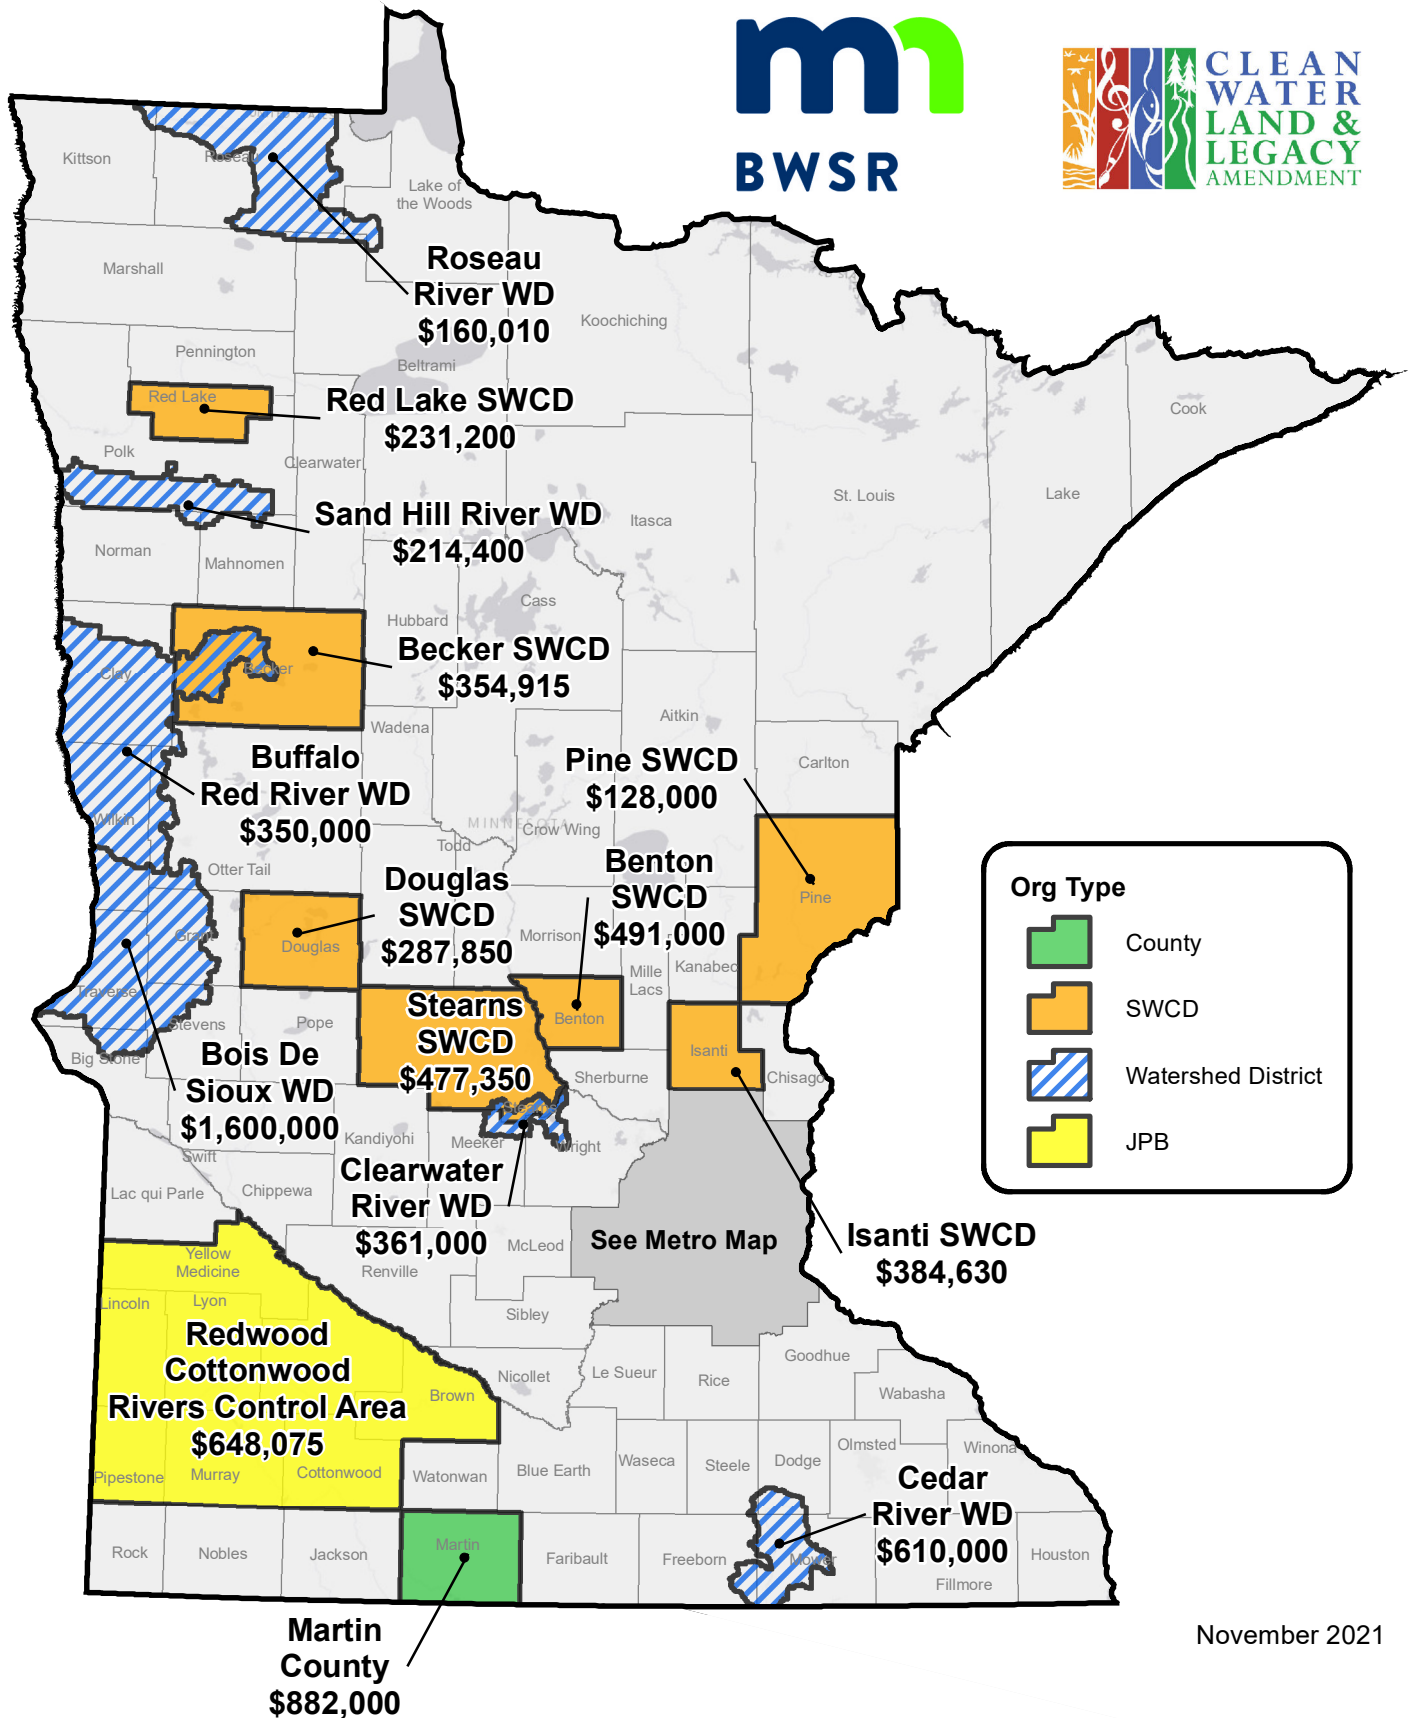 mn
BWSR
CLEAN
WATER
LAND &
LEGACY
AMENDMENT
Kittson
Roseau
Lake of
the Woods
Roseau
River WD
$160,010
Marshall
Koochiching
Pennington
Beltrami
Red Lake
Red Lake SWCD
$231,200
Cook
Polk
Clearwater
St. Louis
Lake
Sand Hill River WD
$214,400
Itasca
Norman
Mahnomen
Cass
Hubbard
Becker SWCD
$354,915
Clay
Becker
Aitkin
Wadena
Carlton
Buffalo
Red River WD
$350,000
Pine SWCD
$128,000
Wilkin
MINNESOTA
Crow Wing
Todd
Otter Tail
Benton
SWCD
$491,000
Douglas
SWCD
$287,850
Pine
Grant
Douglas
Morrison
Mille
Lacs
Kanabec
Org Type
County
SWCD
Watershed District
JPB
Traverse
Stevens
Pope
Stearns
SWCD
$477,350
Benton
Isanti
Big Stone
Bois De
Sioux WD
$1,600,000
Sherburne
Chisago
Stearns
Kandiyohi
Meeker
Wright
Swift
Clearwater
River WD
$361,000
Lac qui Parle
Chippewa
See Metro Map
Isanti SWCD
$384,630
McLeod
Yellow
Medicine
Renville
Lincoln
Lyon
Sibley
Redwood
Cottonwood
Rivers Control Area
$648,075
Nicollet
Le Sueur
Rice
Goodhue
Wabasha
Brown
Pipestone
Murray
Cottonwood
Watonwan
Blue Earth
Waseca
Steele
Dodge
Olmsted
Winona
Cedar
River WD
$610,000
Rock
Nobles
Jackson
Martin
Faribault
Freeborn
Mower
Fillmore
Houston
Martin
County
$882,000
November 2021